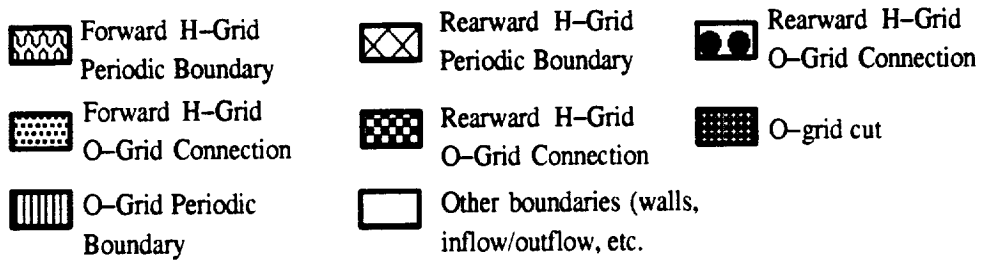 Forward H–Grid
Periodic Boundary
Rearward H–Grid
Periodic Boundary
Rearward H–Grid
O–Grid Connection
Forward H–Grid
O–Grid Connection
Rearward H–Grid
O–Grid Connection
O–grid cut
O–Grid Periodic
Boundary
Other boundaries (walls,
inflow/outflow, etc.